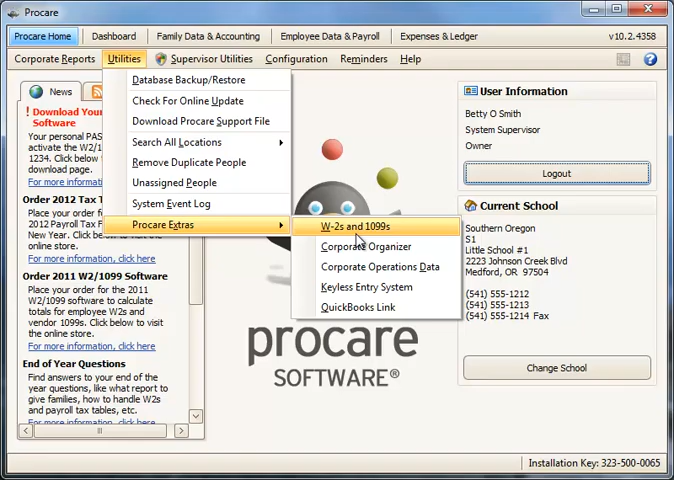 Procare
Procare Home
Dashboard
Family Data & Accounting
Employee Data & Payroll
Expenses & Ledger
v10.2.4358
Corporate Reports
Utilities
Supervisor Utilities
Configuration
Reminders
Help
News
! Download Your
Software
Your personal PAS
activate the W2/1
1234. Click below
download page.
For more informati
Order 2012 Tax T
Place your order f
2012 Payroll Tax F
New Year. Click be
online store.
For more informati
Order 2011 W2/1099 Software
Place your order for the 2011
W2/1099 software to calculate
totals for employee W2s and
vendor 1099s. Click below to visit
the online store.
For more information, click here
End of Year Questions
Find answers to your end of the
year questions, like what report to
give families, how to handle W2s
and payroll tax tables, etc.
For more information, click here
Database Backup/Restore
Check For Online Update
Download Procare Support File
Search All Locations
Remove Duplicate People
Unassigned People
System Event Log
Procare Extras
W-2s and 1099s
Corporate Organizer
Corporate Operations Data
Keyless Entry System
QuickBooks Link
procare
SOFTWARE®
User Information
Betty O Smith
System Supervisor
Owner
Logout
Current School
Southern Oregon
S1
Little School #1
2223 Johnson Creek Blvd
Medford, OR 97504
(541) 555-1212
(541) 555-1213
(541) 555-1214 Fax
Change School
Installation Key: 323-500-0065